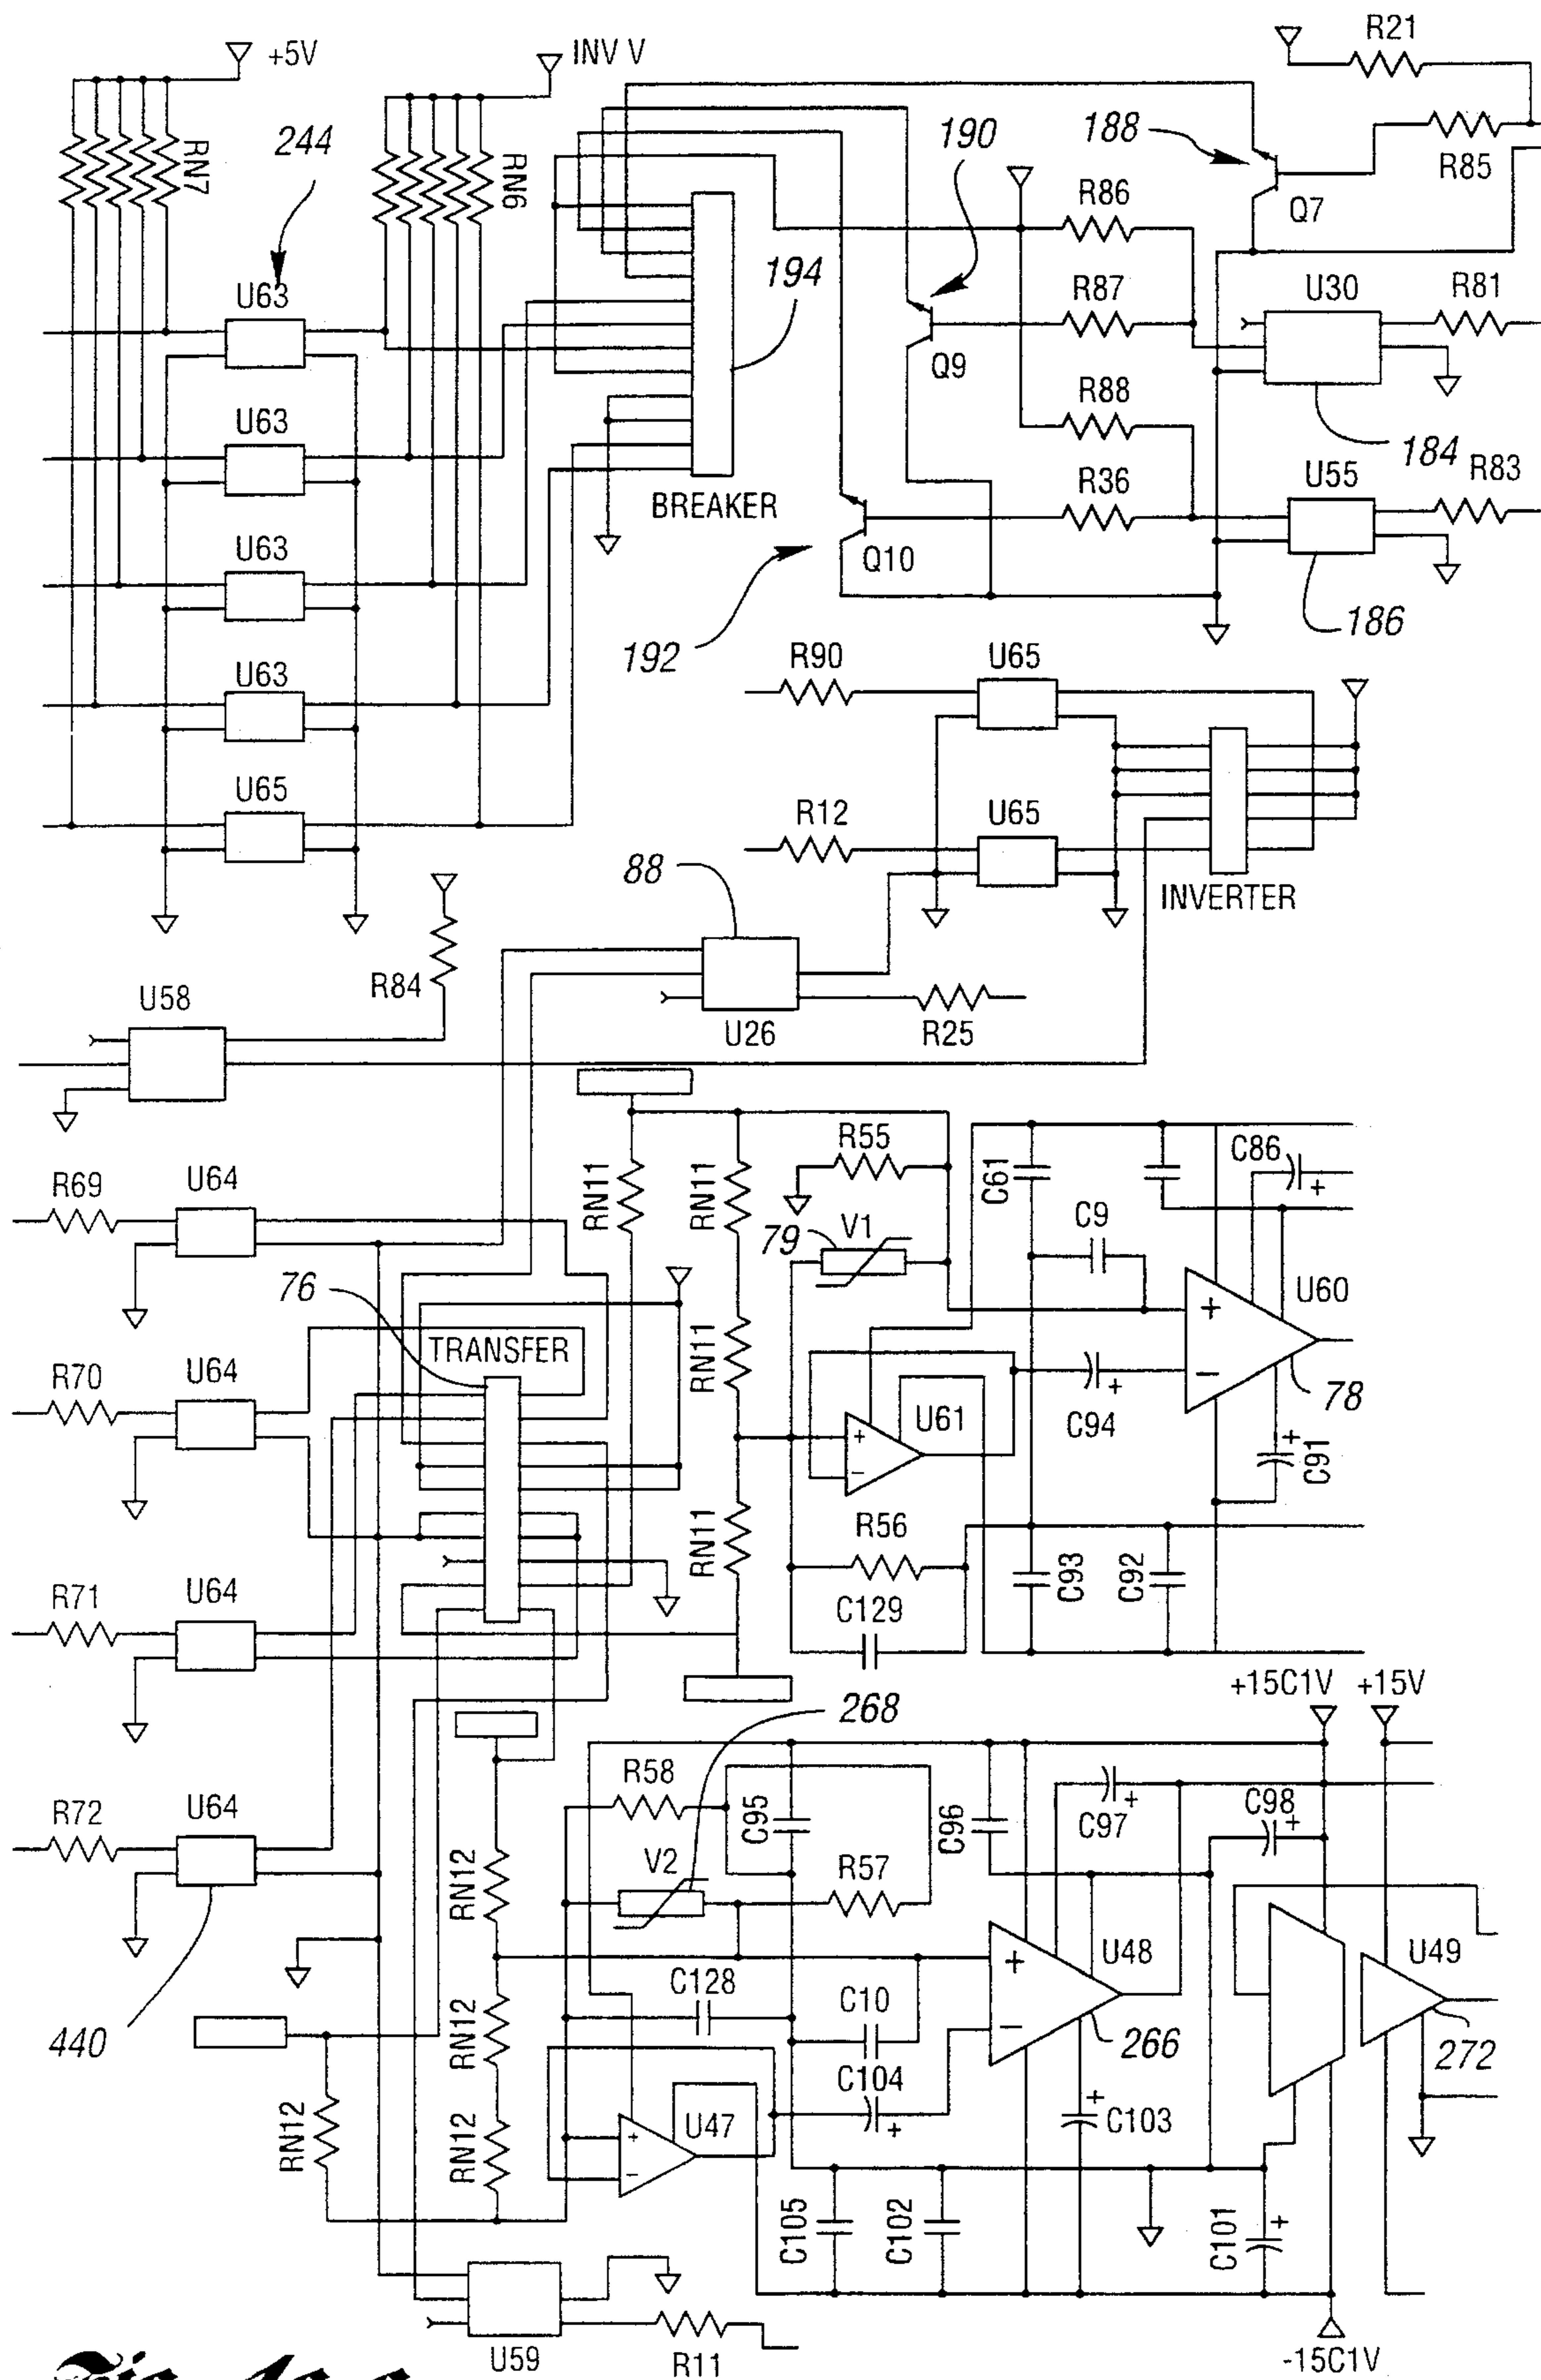 R21
+5V
INV V
RN7
244
RN6
190
188
R85
R86
Q7
U63
194
R87
U30
R81
Q9
U63
R88
184
R83
BREAKER
R36
U55
U63
Q10
192
186
U63
R90
U65
U65
R12
U65
88
INVERTER
R84
U58
U26
R25
R69
U64
RN11
RN11
R55
C61
C86
79
V1
C9
U60
76
TRANSFER
R70
U64
RN11
78
U61
C94
C91
R71
U64
RN11
R56
C93
C92
C129
+15C1V
+15V
268
R72
U64
R58
C95
C96
C97
C98
V2
R57
RN12
U48
U49
C128
C10
440
RN12
266
272
C104
RN12
RN12
U47
C103
C105
C102
C101
U59
R11
-15C1V